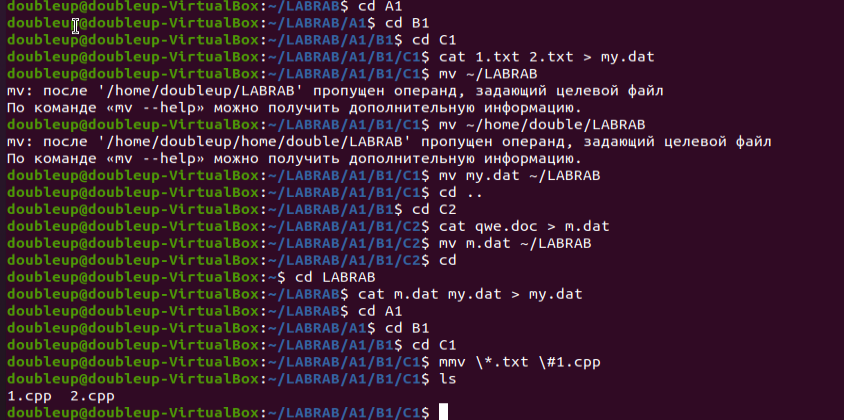 doubleup@doubleup-VirtualBox:~/LABRAB$ cd A1
doubleup@doubleup-VirtualBox:~/LABRAB/A1$ cd B1
doubleup@doubleup-VirtualBox:~/LABRAB/A1/B1$ cd C1
doubleup@doubleup-VirtualBox:~/LABRAB/A1/B1/C1$ cat 1.txt 2.txt > my.dat
doubleup@doubleup-VirtualBox:~/LABRAB/A1/B1/C1$ mv ~/LABRAB
mv: после '/home/doubleup/LABRAB' пропущен операнд, задающий целевой файл
По команде «mv --help» можно получить дополнительную информацию.
doubleup@doubleup-VirtualBox:~/LABRAB/A1/B1/C1$ mv ~/home/double/LABRAB
mv: после '/home/doubleup/home/double/LABRAB' пропущен операнд, задающий целевой файл
По команде «mv --help» можно получить дополнительную информацию.
doubleup@doubleup-VirtualBox:~/LABRAB/A1/B1/C1$ mv my.dat ~/LABRAB
doubleup@doubleup-VirtualBox:~/LABRAB/A1/B1/C1$ cd ..
doubleup@doubleup-VirtualBox:~/LABRAB/A1/B1$ cd C2
doubleup@doubleup-VirtualBox:~/LABRAB/A1/B1/C2$ cat qwe.doc > m.dat
doubleup@doubleup-VirtualBox:~/LABRAB/A1/B1/C2$ mv m.dat ~/LABRAB
doubleup@doubleup-VirtualBox:~/LABRAB/A1/B1/C2$ cd
doubleup@doubleup-VirtualBox:~$ cd LABRAB
doubleup@doubleup-VirtualBox:~/LABRAB$ cat m.dat my.dat > my.dat
doubleup@doubleup-VirtualBox:~/LABRAB$ cd A1
doubleup@doubleup-VirtualBox:~/LABRAB/A1$ cd B1
doubleup@doubleup-VirtualBox:~/LABRAB/A1/B1$ cd C1
doubleup@doubleup-VirtualBox:~/LABRAB/A1/B1/C1$ mmv \*.txt \#1.cpp
doubleup@doubleup-VirtualBox:~/LABRAB/A1/B1/C1$ ls
1.cpp  2.cpp
doubleup@doubleup-VirtualBox:~/LABRAB/A1/B1/C1$